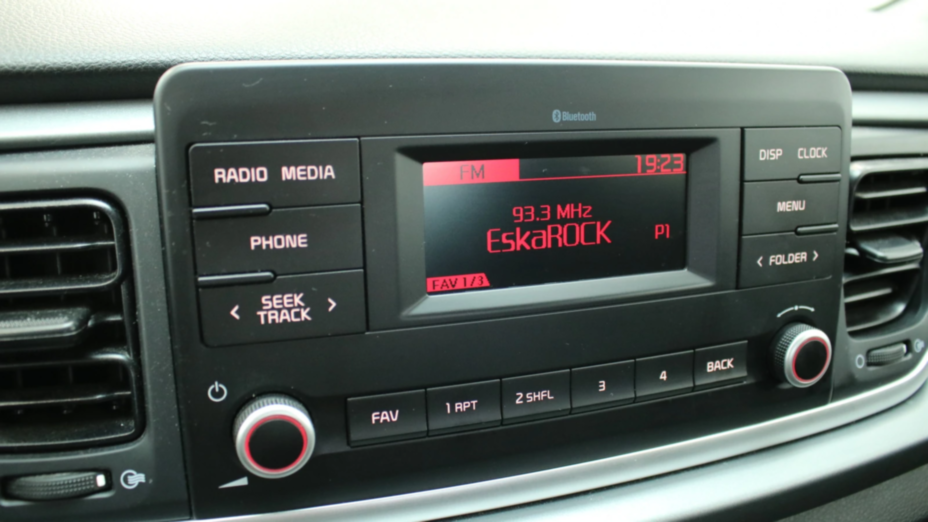 Bluetooth
RADIO MEDIA
PHONE
< SEEK >
TRACK
FM 19:23
93.3 MHz
EskaROCK P1
FAV 1/3
DISP CLOCK
MENU
< FOLDER >
FAV
1 RPT
2 SHFL
3
4
BACK